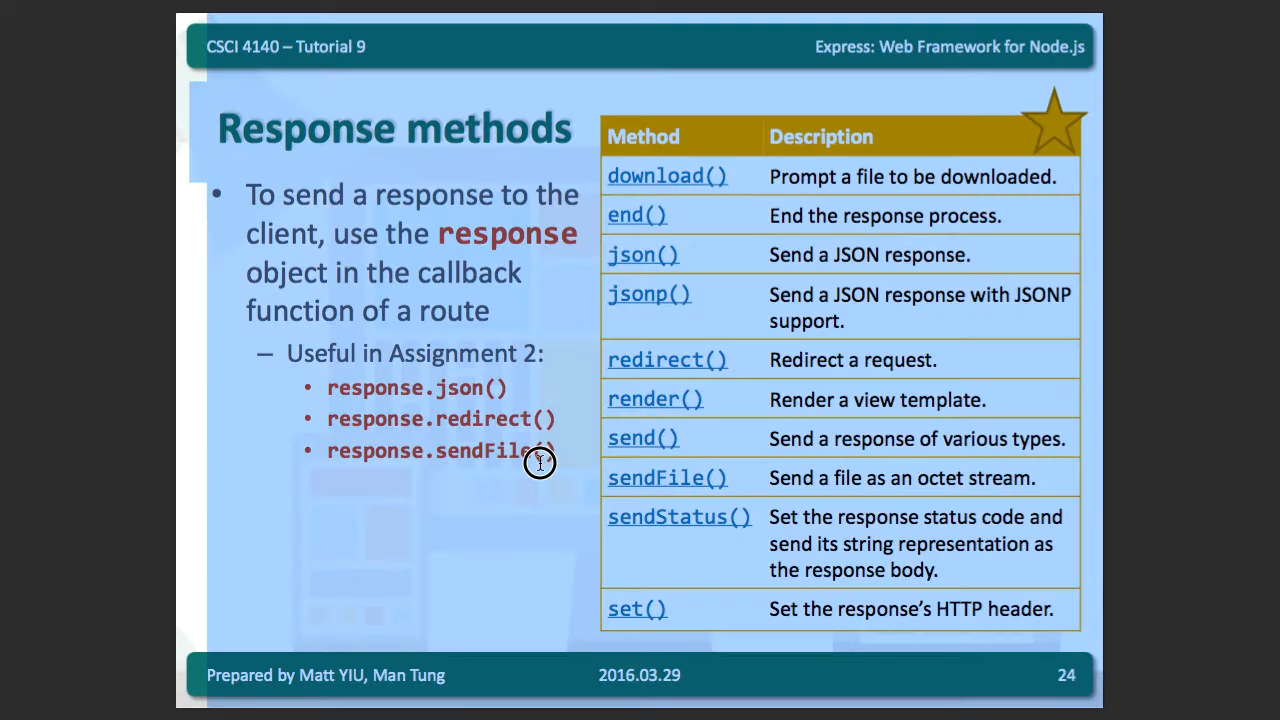 CSCI 4140 – Tutorial 9
Express: Web Framework for Node.js
Response methods
• To send a response to the
client, use the response
object in the callback
function of a route
– Useful in Assignment 2:
• response.json()
• response.redirect()
• response.sendFile()
Method Description
download() Prompt a file to be downloaded.
end() End the response process.
json() Send a JSON response.
jsonp() Send a JSON response with JSONP
support.
redirect() Redirect a request.
render() Render a view template.
send() Send a response of various types.
sendFile() Send a file as an octet stream.
sendStatus() Set the response status code and
send its string representation as
the response body.
set() Set the response’s HTTP header.
Prepared by Matt YIU, Man Tung
2016.03.29
24